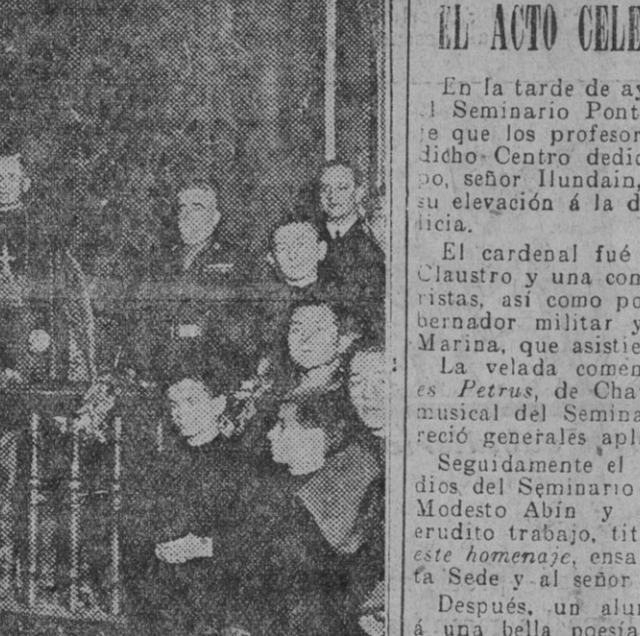 EL ACTO CELE
En la tarde de ay
l Seminario Pont
e que los profesor
dicho Centro dedic
po, señor Ilundain,
su elevación á la d
licia.
El cardenal fué
Claustro y una com
ristas, así como po
bernador militar y
Marina, que asistie
La velada comen
es Petrus, de Cha
musical del Semina
reció generales apl
Seguidamente el
dios del Seminario
Modesto Abín y
erudito trabajo, tit
este homenaje, ensa
ta Sede y al señor
Después, un alu
á una bella poesía